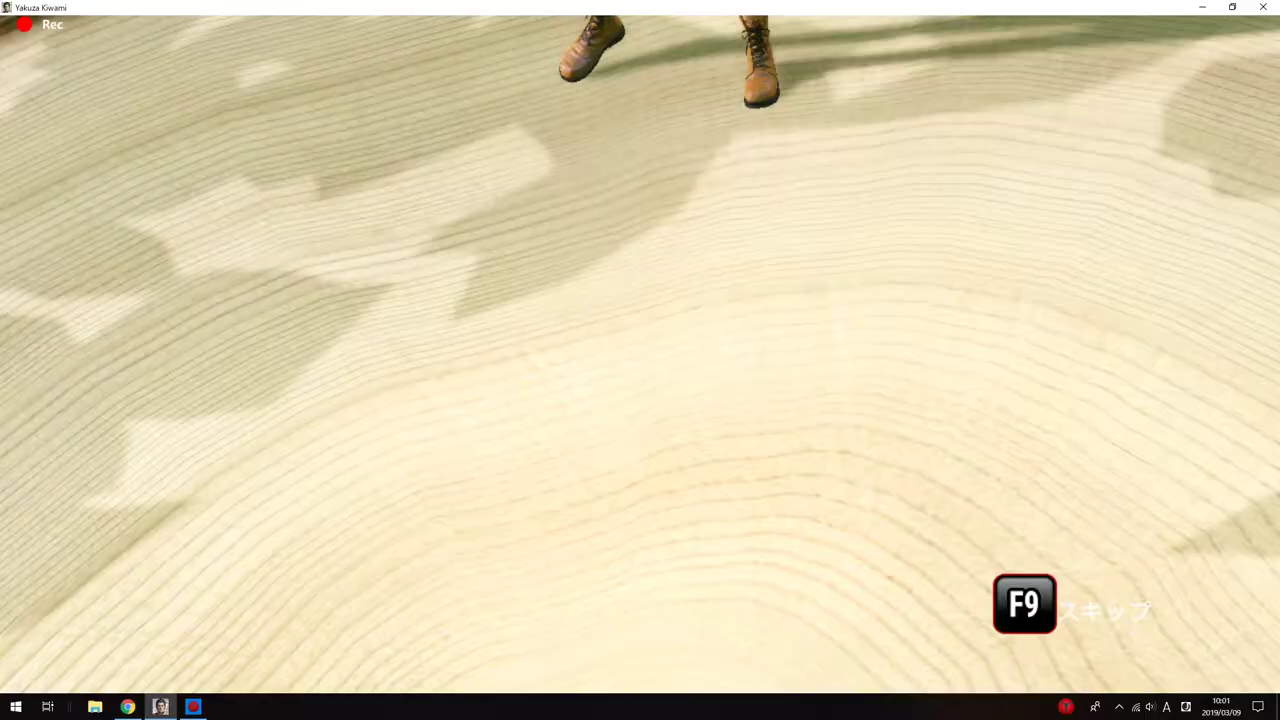 Yakuza Kiwami
Rec
F9 スキップ
A
10:01
2019/03/09